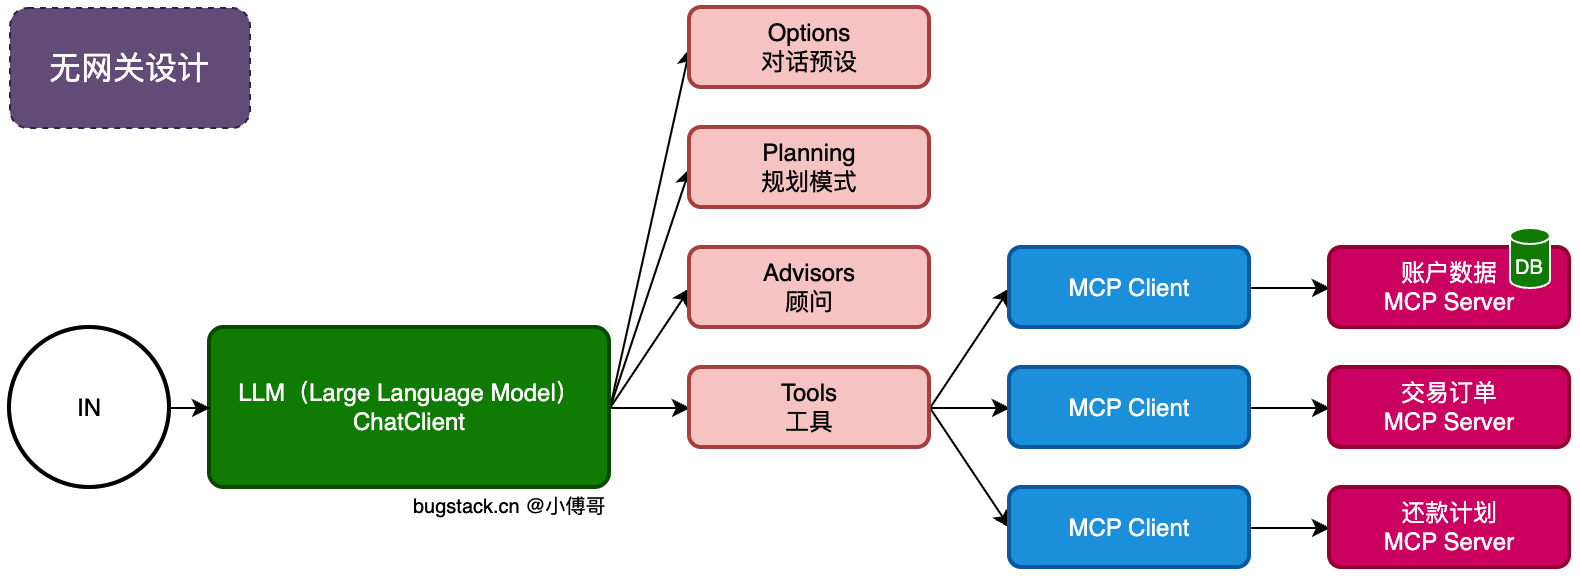 无网关设计
Options
对话预设
Planning
规划模式
Advisors
顾问
Tools
工具
IN
LLM（Large Language Model）
ChatClient
bugstack.cn @小傅哥
MCP Client
MCP Client
MCP Client
账户数据
MCP Server
DB
交易订单
MCP Server
还款计划
MCP Server